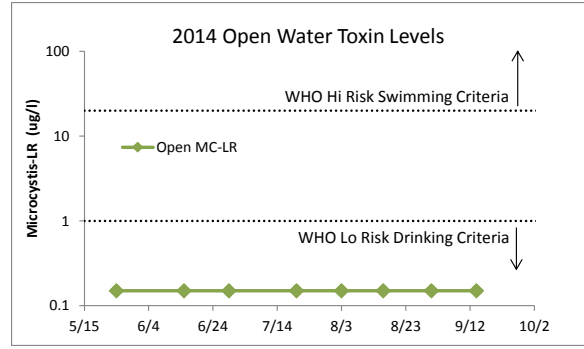 2014 Open Water Toxin Levels
100
WHO Hi Risk Swimming Criteria
10
Open MC-LR
Microcystis-LR (ug/l)
1
WHO Lo Risk Drinking Criteria
0.1
5/15 6/4 6/24 7/14 8/3 8/23 9/12 10/2